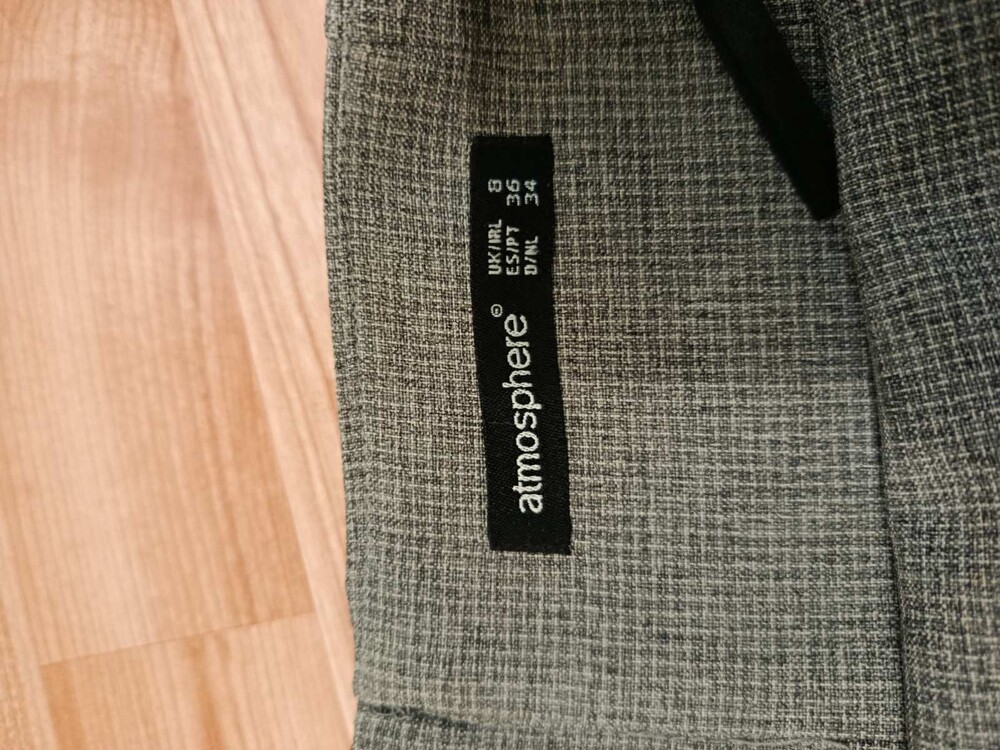 atmosphere®
UK/IRL 8
ES/PT 36
D/NL 34